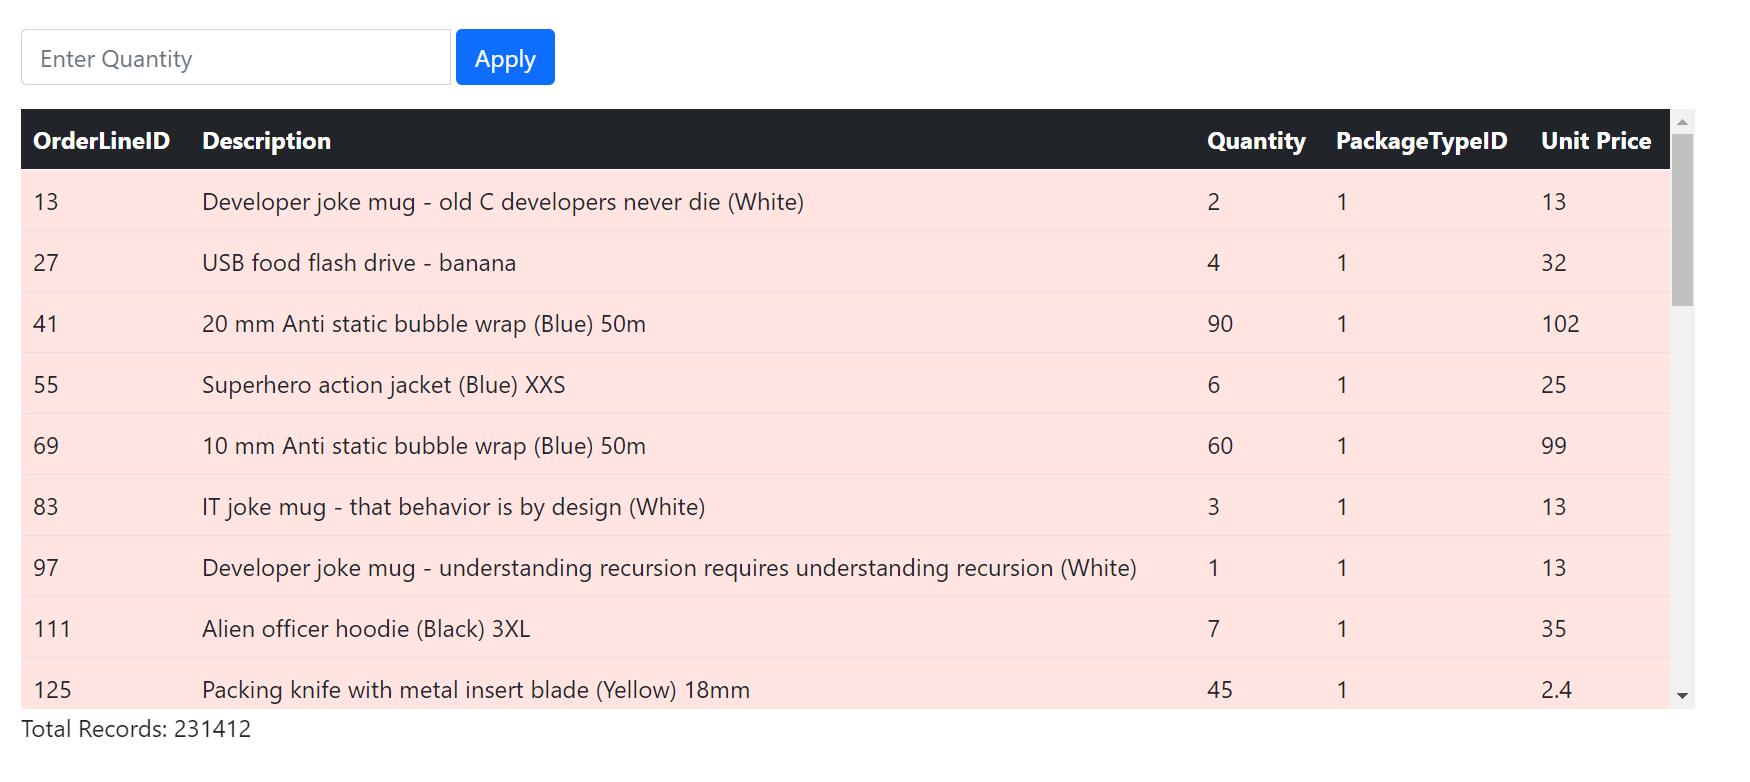 Enter Quantity Apply
OrderLineID Description Quantity PackageTypeID Unit Price
13 Developer joke mug - old C developers never die (White) 2 1 13
27 USB food flash drive - banana 4 1 32
41 20 mm Anti static bubble wrap (Blue) 50m 90 1 102
55 Superhero action jacket (Blue) XXS 6 1 25
69 10 mm Anti static bubble wrap (Blue) 50m 60 1 99
83 IT joke mug - that behavior is by design (White) 3 1 13
97 Developer joke mug - understanding recursion requires understanding recursion (White) 1 1 13
111 Alien officer hoodie (Black) 3XL 7 1 35
125 Packing knife with metal insert blade (Yellow) 18mm 45 1 2.4
Total Records: 231412